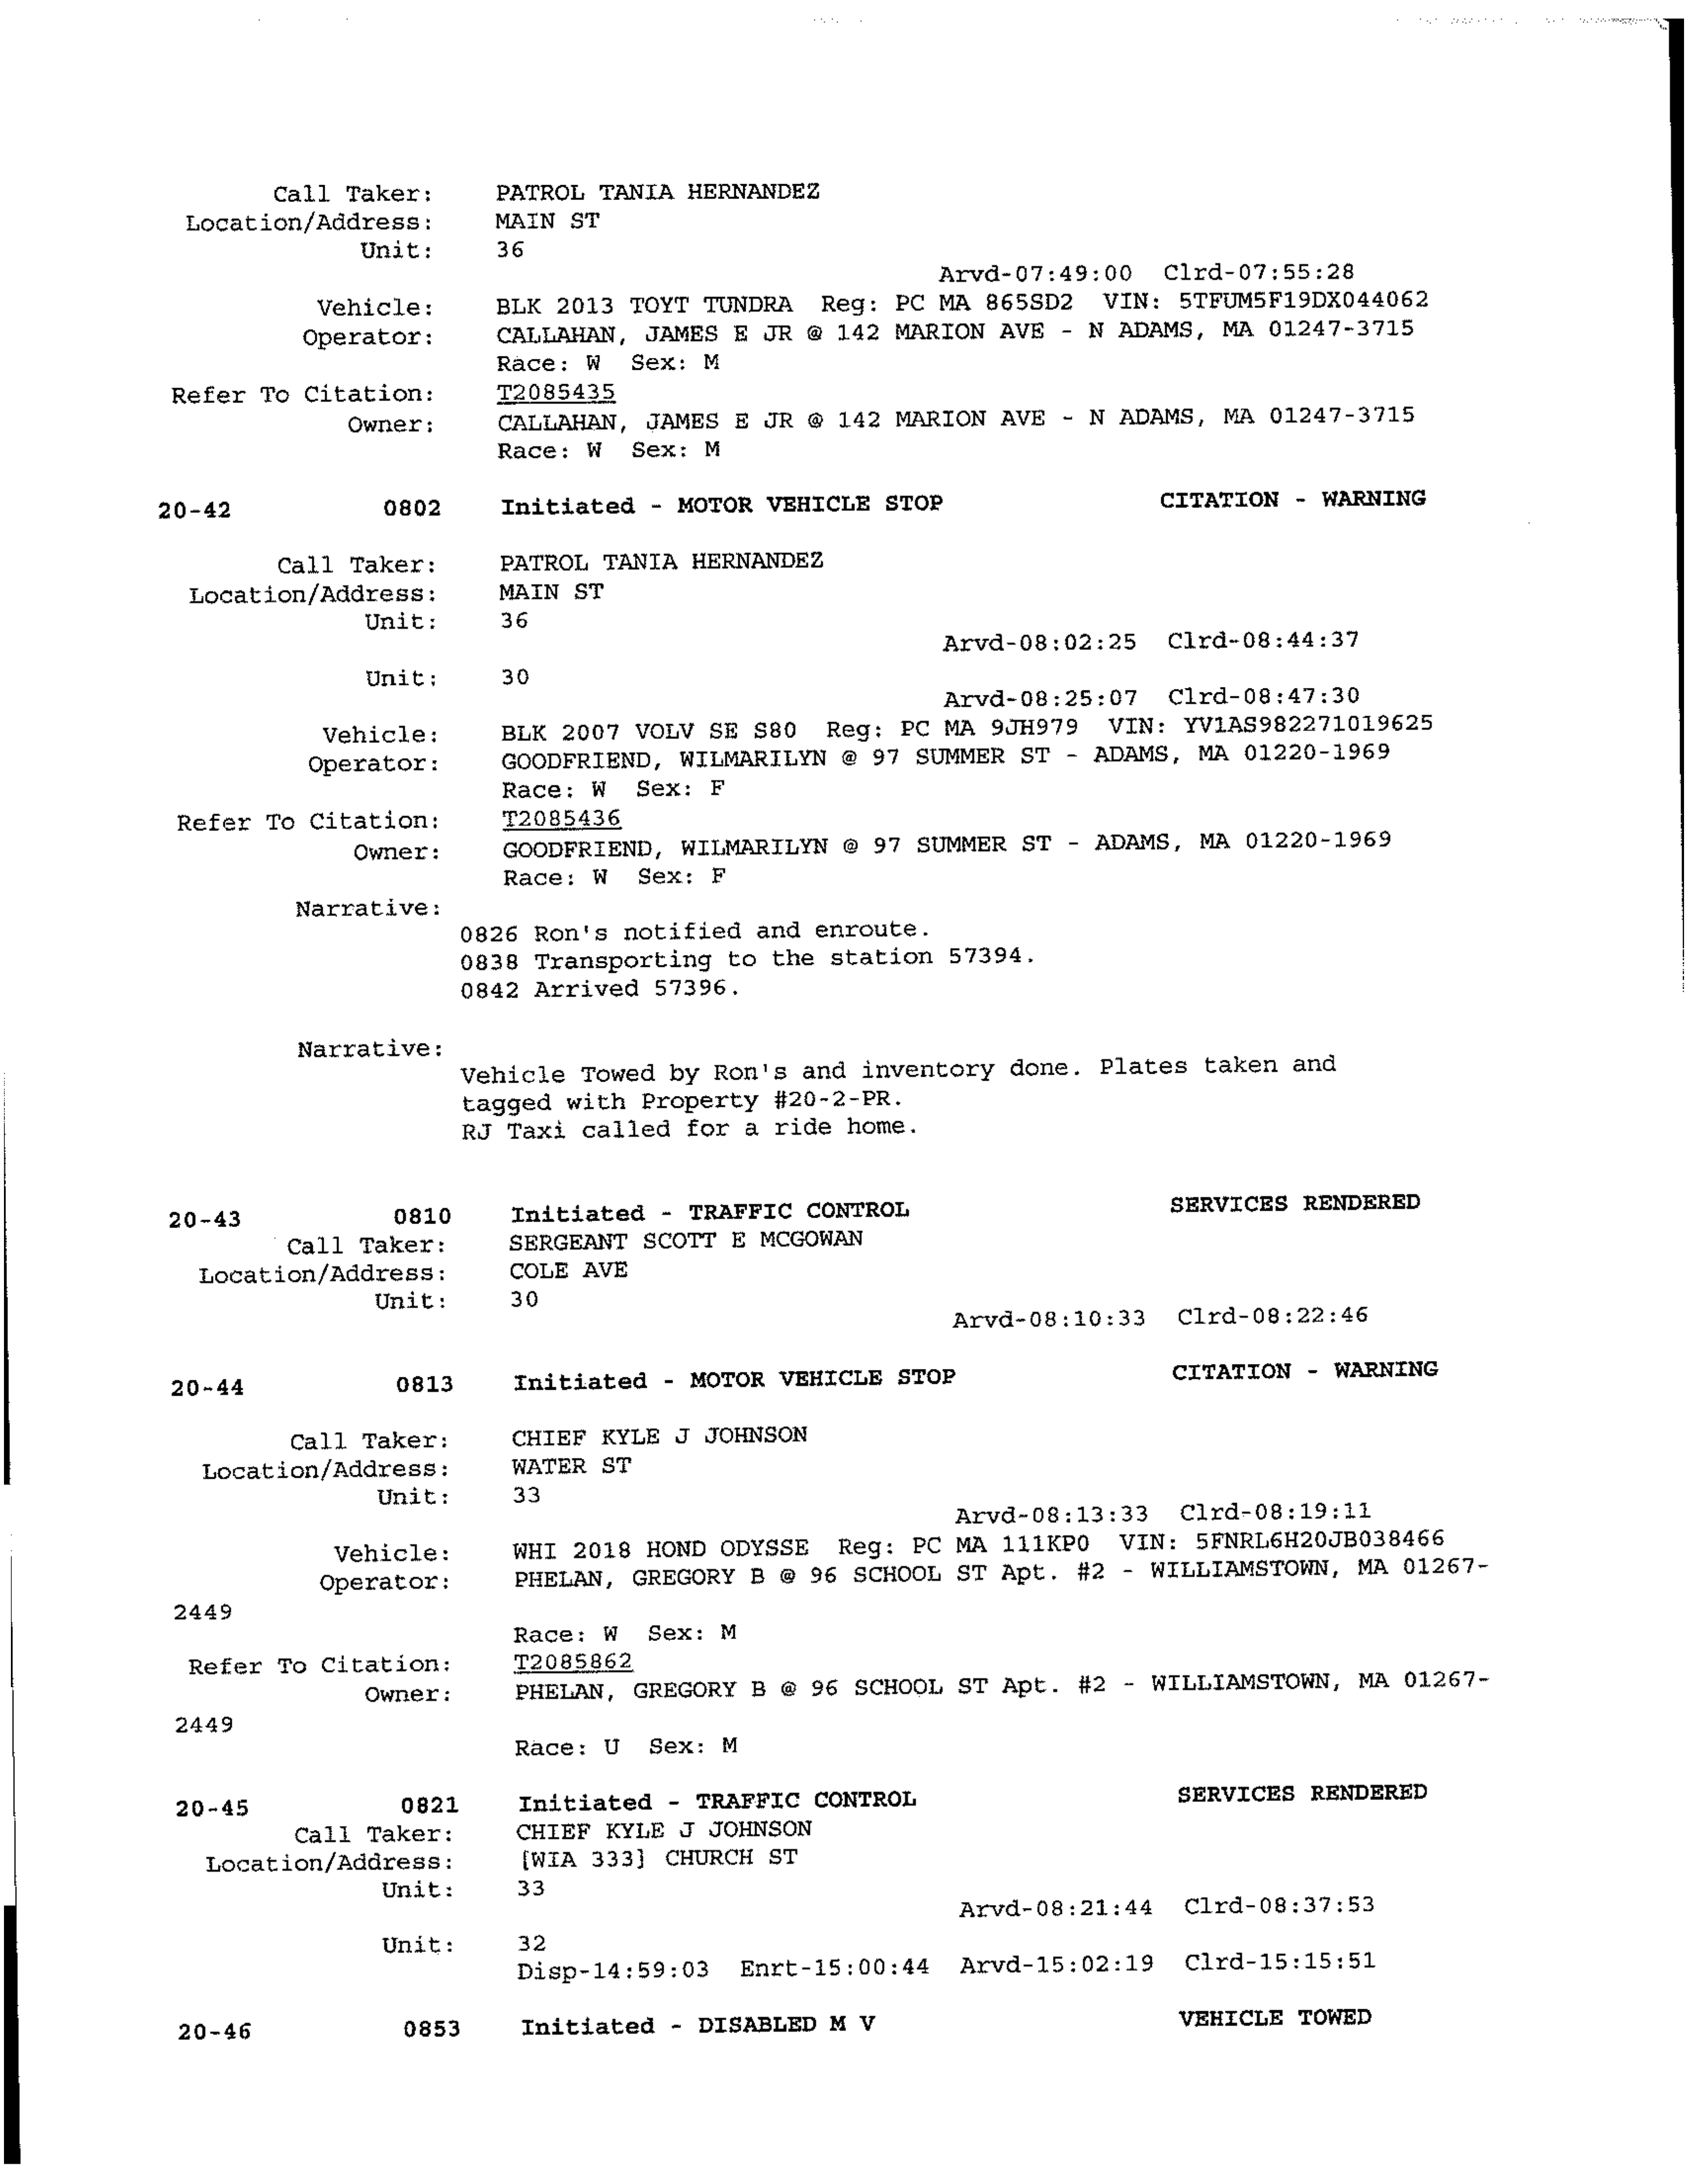 Call Taker: PATROL TANIA HERNANDEZ
Location/Address: MAIN ST
Unit: 36
Arvd-07:49:00 Clrd-07:55:28
Vehicle: BLK 2013 TOYT TUNDRA Reg: PC MA 865SD2 VIN: 5TFUM5F19DX044062
Operator: CALLAHAN, JAMES E JR @ 142 MARION AVE - N ADAMS, MA 01247-3715
Race: W Sex: M
Refer To Citation: T2085435
Owner: CALLAHAN, JAMES E JR @ 142 MARION AVE - N ADAMS, MA 01247-3715
Race: W Sex: M
20-42 0802 Initiated - MOTOR VEHICLE STOP CITATION - WARNING
Call Taker: PATROL TANIA HERNANDEZ
Location/Address: MAIN ST
Unit: 36
Arvd-08:02:25 Clrd-08:44:37
Unit: 30
Arvd-08:25:07 Clrd-08:47:30
Vehicle: BLK 2007 VOLV SE S80 Reg: PC MA 9JH979 VIN: YV1AS982271019625
Operator: GOODFRIEND, WILMARILYN @ 97 SUMMER ST - ADAMS, MA 01220-1969
Race: W Sex: F
Refer To Citation: T2085436
Owner: GOODFRIEND, WILMARILYN @ 97 SUMMER ST - ADAMS, MA 01220-1969
Race: W Sex: F
Narrative:
0826 Ron's notified and enroute.
0838 Transporting to the station 57394.
0842 Arrived 57396.
Narrative:
Vehicle Towed by Ron's and inventory done. Plates taken and
tagged with Property #20-2-PR.
RJ Taxi called for a ride home.
20-43 0810 Initiated - TRAFFIC CONTROL SERVICES RENDERED
Call Taker: SERGEANT SCOTT E MCGOWAN
Location/Address: COLE AVE
Unit: 30
Arvd-08:10:33 Clrd-08:22:46
20-44 0813 Initiated - MOTOR VEHICLE STOP CITATION - WARNING
Call Taker: CHIEF KYLE J JOHNSON
Location/Address: WATER ST
Unit: 33
Arvd-08:13:33 Clrd-08:19:11
Vehicle: WHI 2018 HOND ODYSSE Reg: PC MA 111KP0 VIN: 5FNRL6H20JB038466
Operator: PHELAN, GREGORY B @ 96 SCHOOL ST Apt. #2 - WILLIAMSTOWN, MA 01267-
2449
Race: W Sex: M
Refer To Citation: T2085862
Owner: PHELAN, GREGORY B @ 96 SCHOOL ST Apt. #2 - WILLIAMSTOWN, MA 01267-
2449
Race: U Sex: M
20-45 0821 Initiated - TRAFFIC CONTROL SERVICES RENDERED
Call Taker: CHIEF KYLE J JOHNSON
Location/Address: [WIA 333] CHURCH ST
Unit: 33
Arvd-08:21:44 Clrd-08:37:53
Unit: 32
Disp-14:59:03 Enrt-15:00:44 Arvd-15:02:19 Clrd-15:15:51
20-46 0853 Initiated - DISABLED M V VEHICLE TOWED